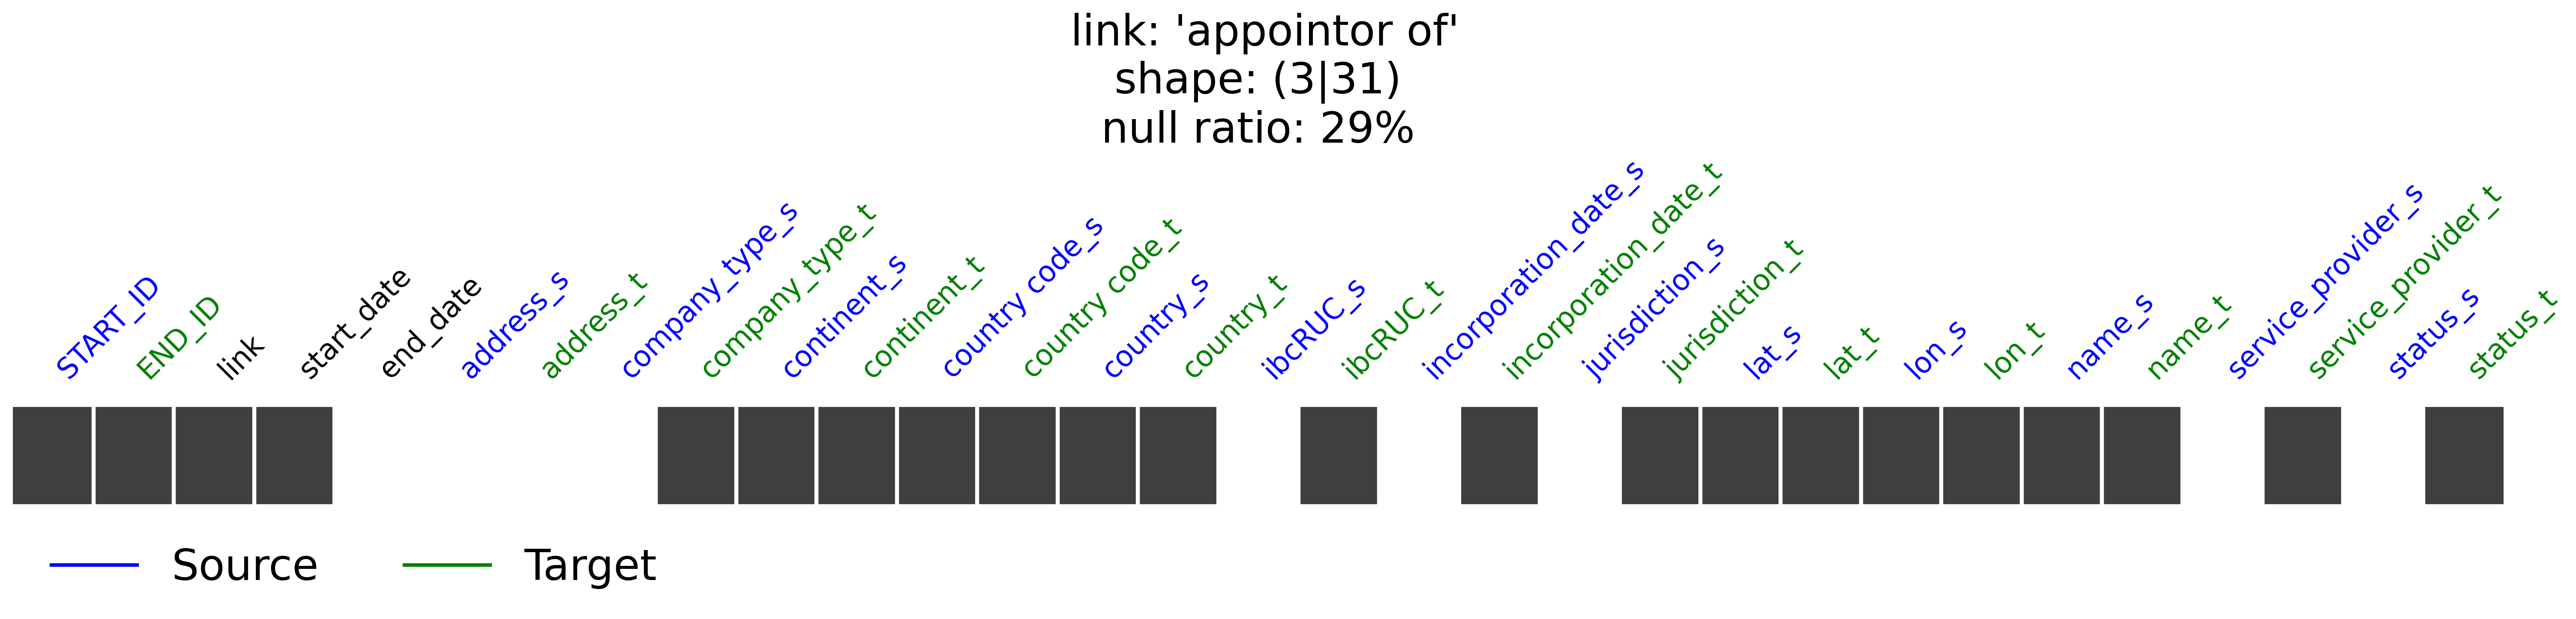 link: 'appointor of'
shape: (3|31)
null ratio: 29%
START_ID
END_ID
link
start_date
end_date
address_s
address_t
company_type_s
company_type_t
continent_s
continent_t
country code_s
country code_t
country_s
country_t
ibcRUC_s
ibcRUC_t
incorporation_date_s
incorporation_date_t
jurisdiction_s
jurisdiction_t
lat_s
lat_t
lon_s
lon_t
name_s
name_t
service_provider_s
service_provider_t
status_s
status_t
Source
Target